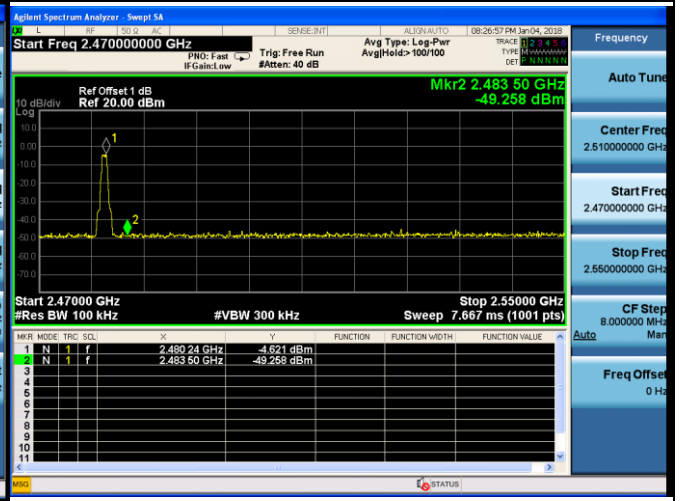 Agilent Spectrum Analyzer - Swept SA
LXI L RF 50 Ω AC SENSE:INT ALIGNAUTO 08:26:57 PM Jan 04, 2018
Start Freq 2.470000000 GHz
PNO: Fast
IFGain:Low
Trig: Free Run
#Atten: 40 dB
Avg Type: Log-Pwr
Avg|Hold:>100/100
TRACE 1 2 3 4 5 6
TYPE M
DET P N N N N N
Frequency
Auto Tune
Mkr2 2.483 50 GHz
-49.258 dBm
Ref Offset 1 dB
10 dB/div Ref 20.00 dBm
Log
10.0
0.00
-10.0
-20.0
-30.0
-40.0
-50.0
-60.0
-70.0
1
2
Start 2.47000 GHz Stop 2.55000 GHz
#Res BW 100 kHz #VBW 300 kHz Sweep 7.667 ms (1001 pts)
MKR MODE TRC SCL X Y FUNCTION FUNCTION WIDTH FUNCTION VALUE
1 N 1 f 2.480 24 GHz -4.621 dBm
2 N 1 f 2.483 50 GHz -49.258 dBm
3
4
5
6
7
8
9
10
11
Center Freq
2.510000000 GHz
Start Freq
2.470000000 GHz
Stop Freq
2.550000000 GHz
CF Step
8.000000 MHz
Auto Man
Freq Offset
0 Hz
MSG STATUS